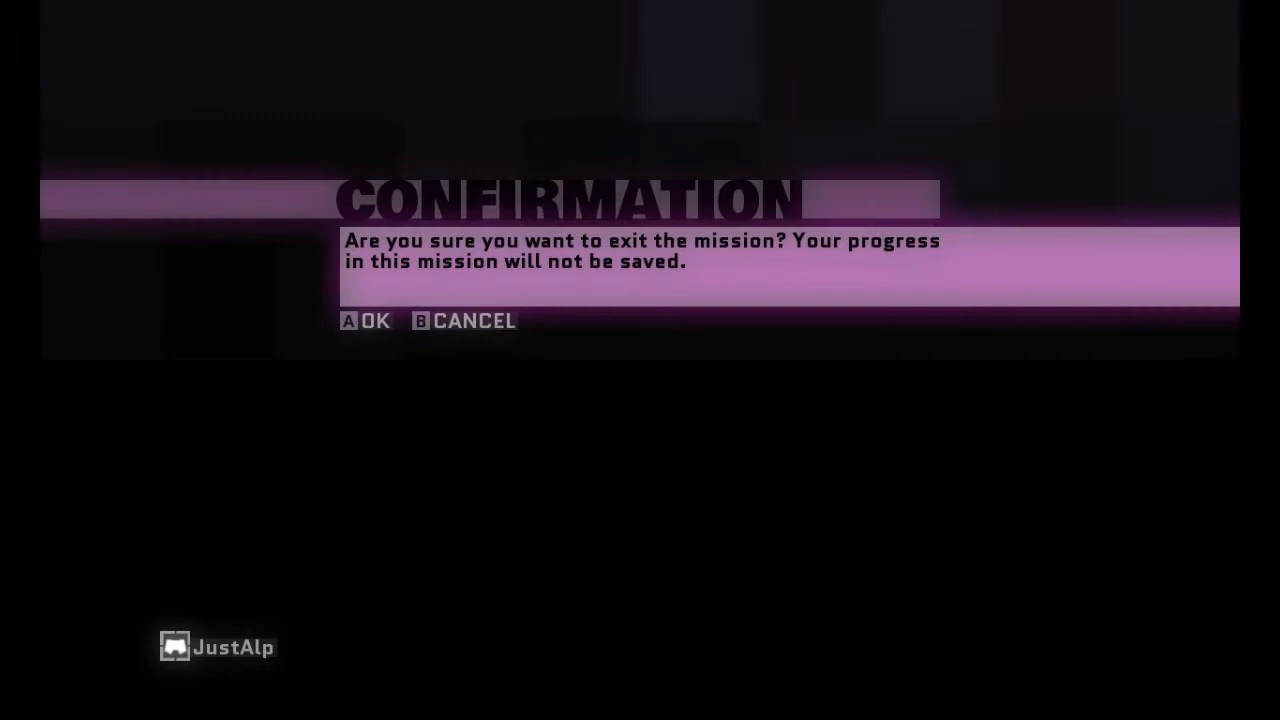 CONFIRMATION
Are you sure you want to exit the mission? Your progress
in this mission will not be saved.
A OK B CANCEL
JustAlp